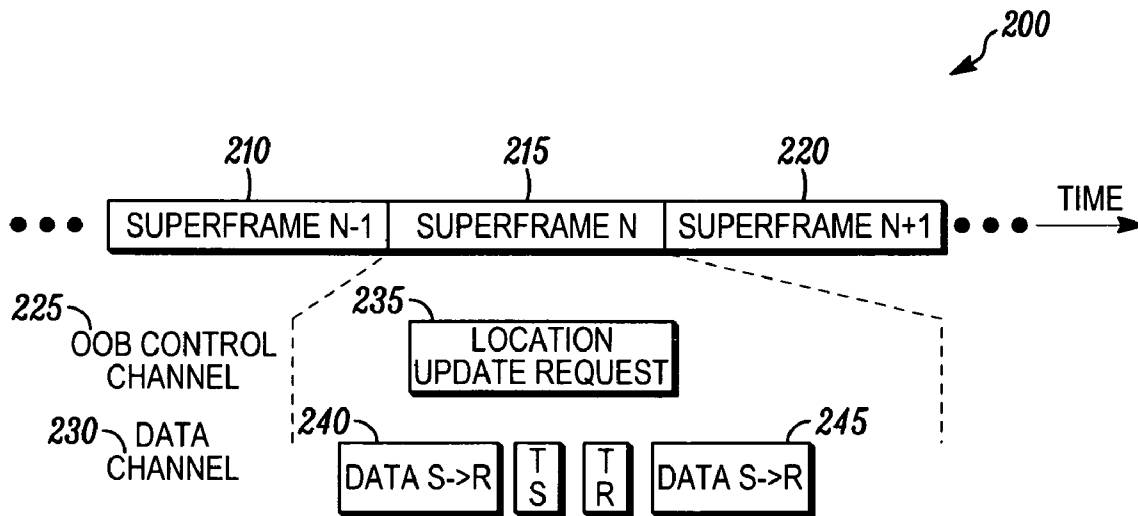 200
210
215
220
SUPERFRAME N-1
SUPERFRAME N
SUPERFRAME N+1
TIME
225
OOB CONTROL
CHANNEL
235
LOCATION
UPDATE REQUEST
230
DATA
CHANNEL
240
245
DATA S->R
T
S
T
R
DATA S->R